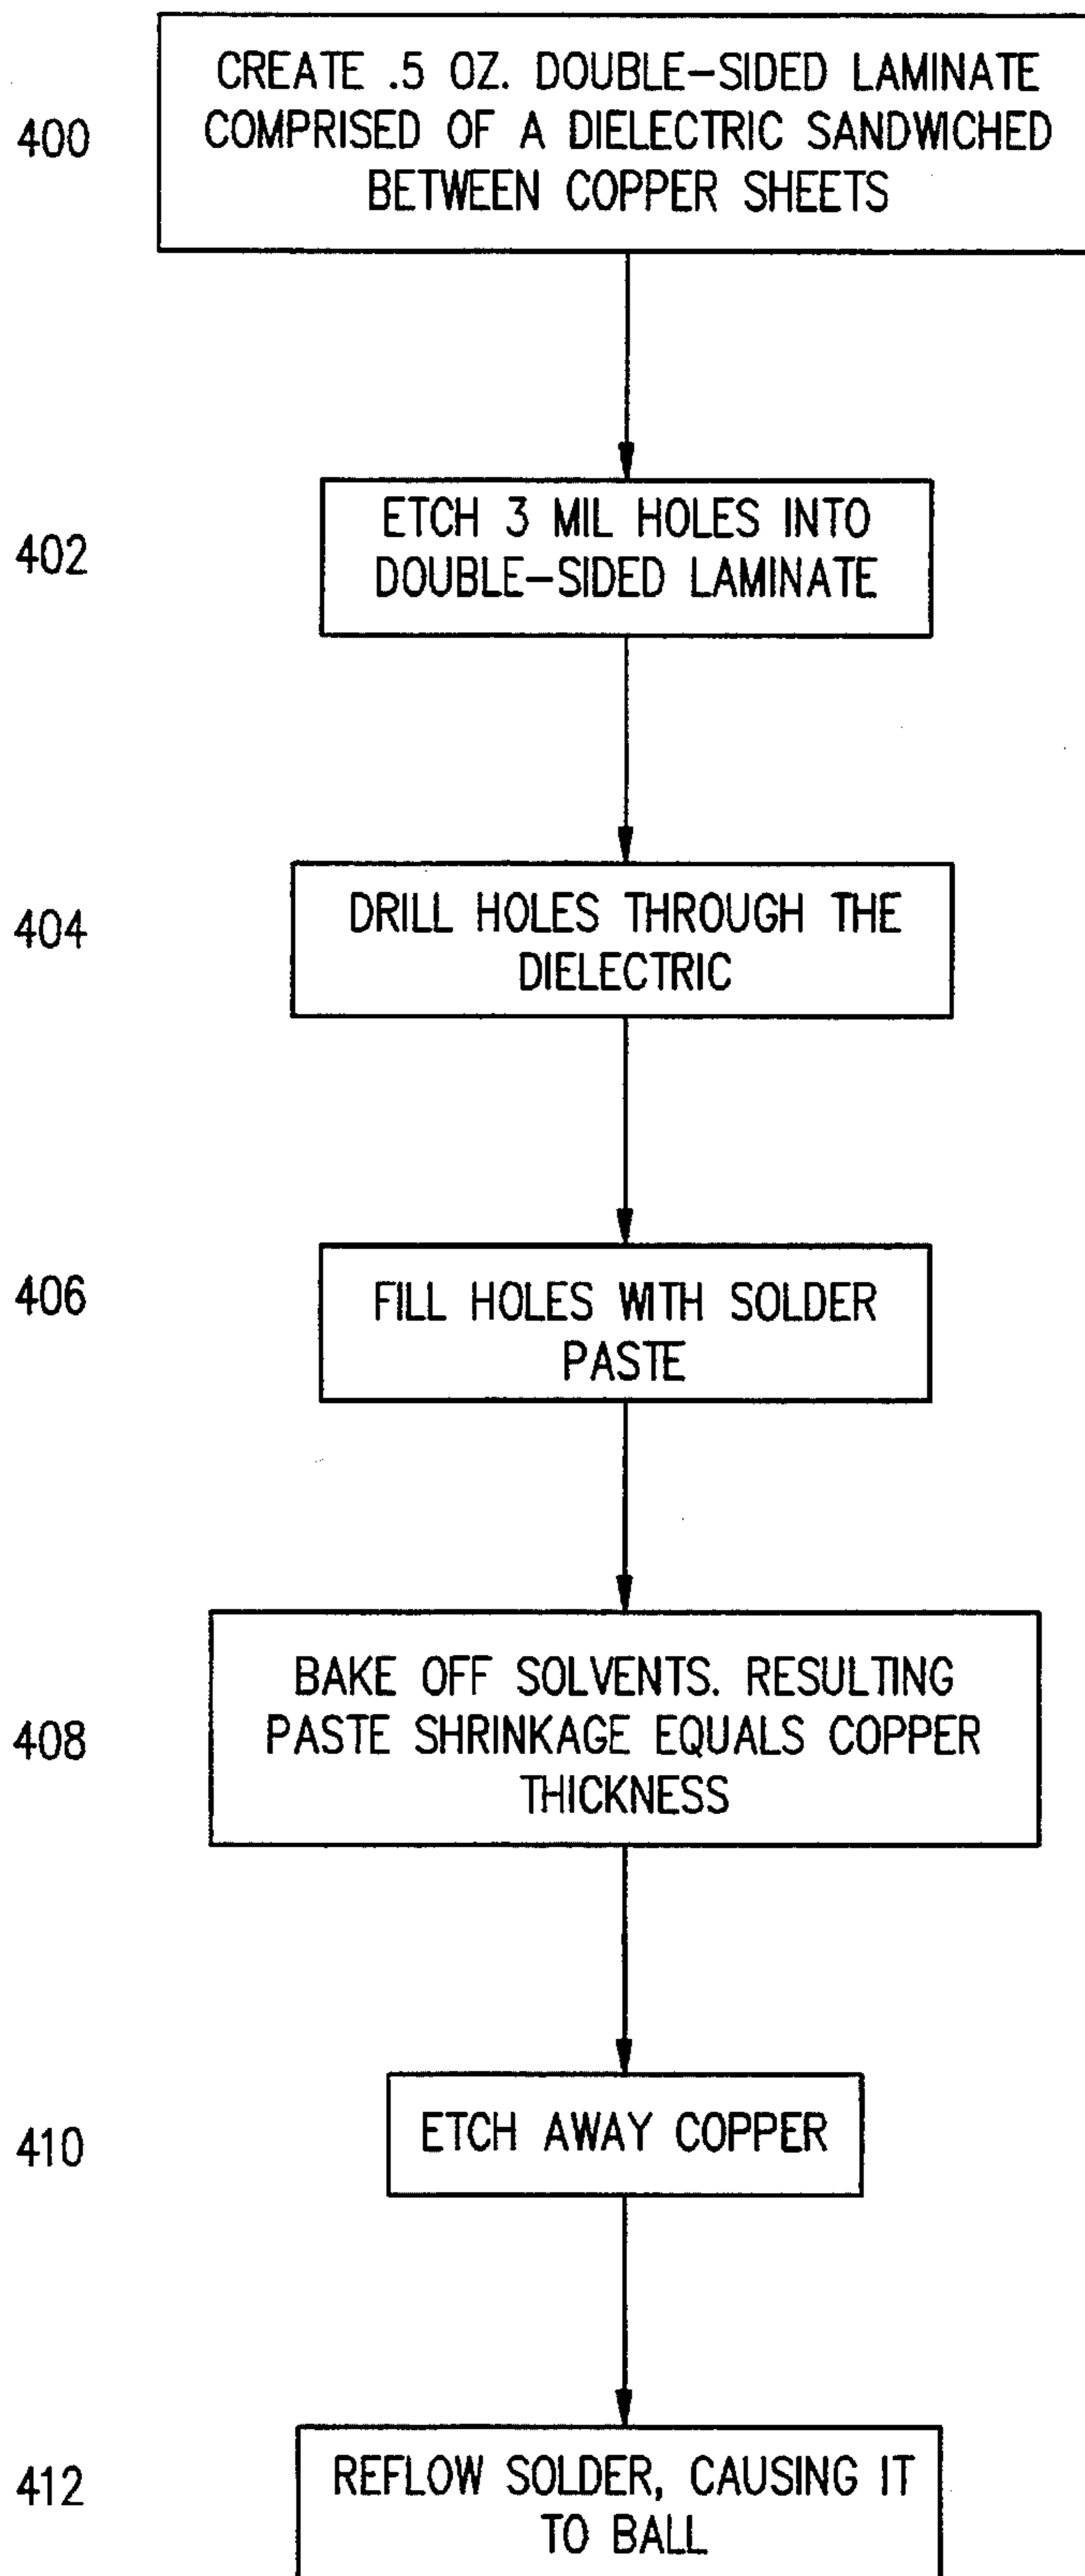 400
CREATE .5 OZ. DOUBLE-SIDED LAMINATE
COMPRISED OF A DIELECTRIC SANDWICHED
BETWEEN COPPER SHEETS
402
ETCH 3 MIL HOLES INTO
DOUBLE-SIDED LAMINATE
404
DRILL HOLES THROUGH THE
DIELECTRIC
406
FILL HOLES WITH SOLDER
PASTE
408
BAKE OFF SOLVENTS. RESULTING
PASTE SHRINKAGE EQUALS COPPER
THICKNESS
410
ETCH AWAY COPPER
412
REFLOW SOLDER, CAUSING IT
TO BALL